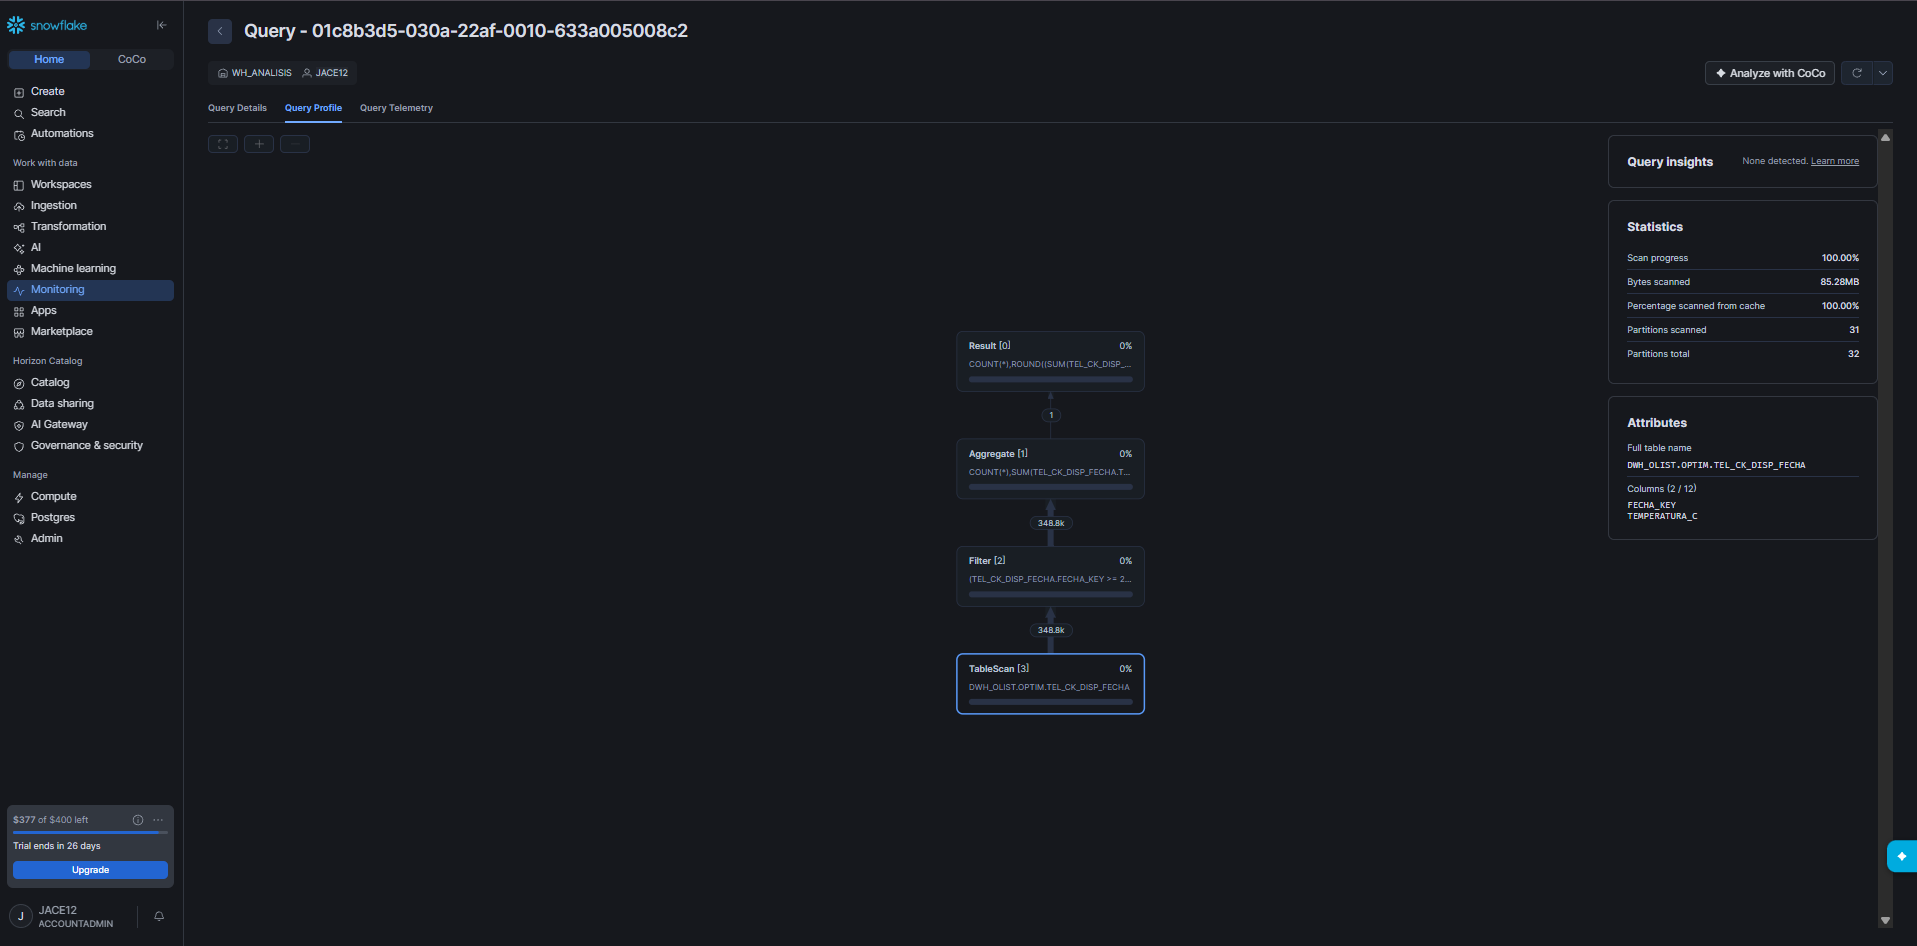 snowflake
Home
CoCo
Create
Search
Automations
Work with data
Workspaces
Ingestion
Transformation
AI
Machine learning
Monitoring
Apps
Marketplace
Horizon Catalog
Catalog
Data sharing
AI Gateway
Governance & security
Manage
Compute
Postgres
Admin
$377 of $400 left
Trial ends in 26 days
Upgrade
J
JACE12
ACCOUNTADMIN
Query - 01c8b3d5-030a-22af-0010-633a005008c2
WH_ANALISIS
JACE12
Analyze with CoCo
Query Details
Query Profile
Query Telemetry
Result [0]
0%
COUNT(*),ROUND((SUM(TEL_CK_DISP_...
1
Aggregate [1]
0%
COUNT(*),SUM(TEL_CK_DISP_FECHA.T...
348.8k
Filter [2]
0%
(TEL_CK_DISP_FECHA.FECHA_KEY >= 2...
348.8k
TableScan [3]
0%
DWH_OLIST.OPTIM.TEL_CK_DISP_FECHA
Query insights
None detected. Learn more
Statistics
Scan progress 100.00%
Bytes scanned 85.28MB
Percentage scanned from cache 100.00%
Partitions scanned 31
Partitions total 32
Attributes
Full table name
DWH_OLIST.OPTIM.TEL_CK_DISP_FECHA
Columns (2 / 12)
FECHA_KEY
TEMPERATURA_C